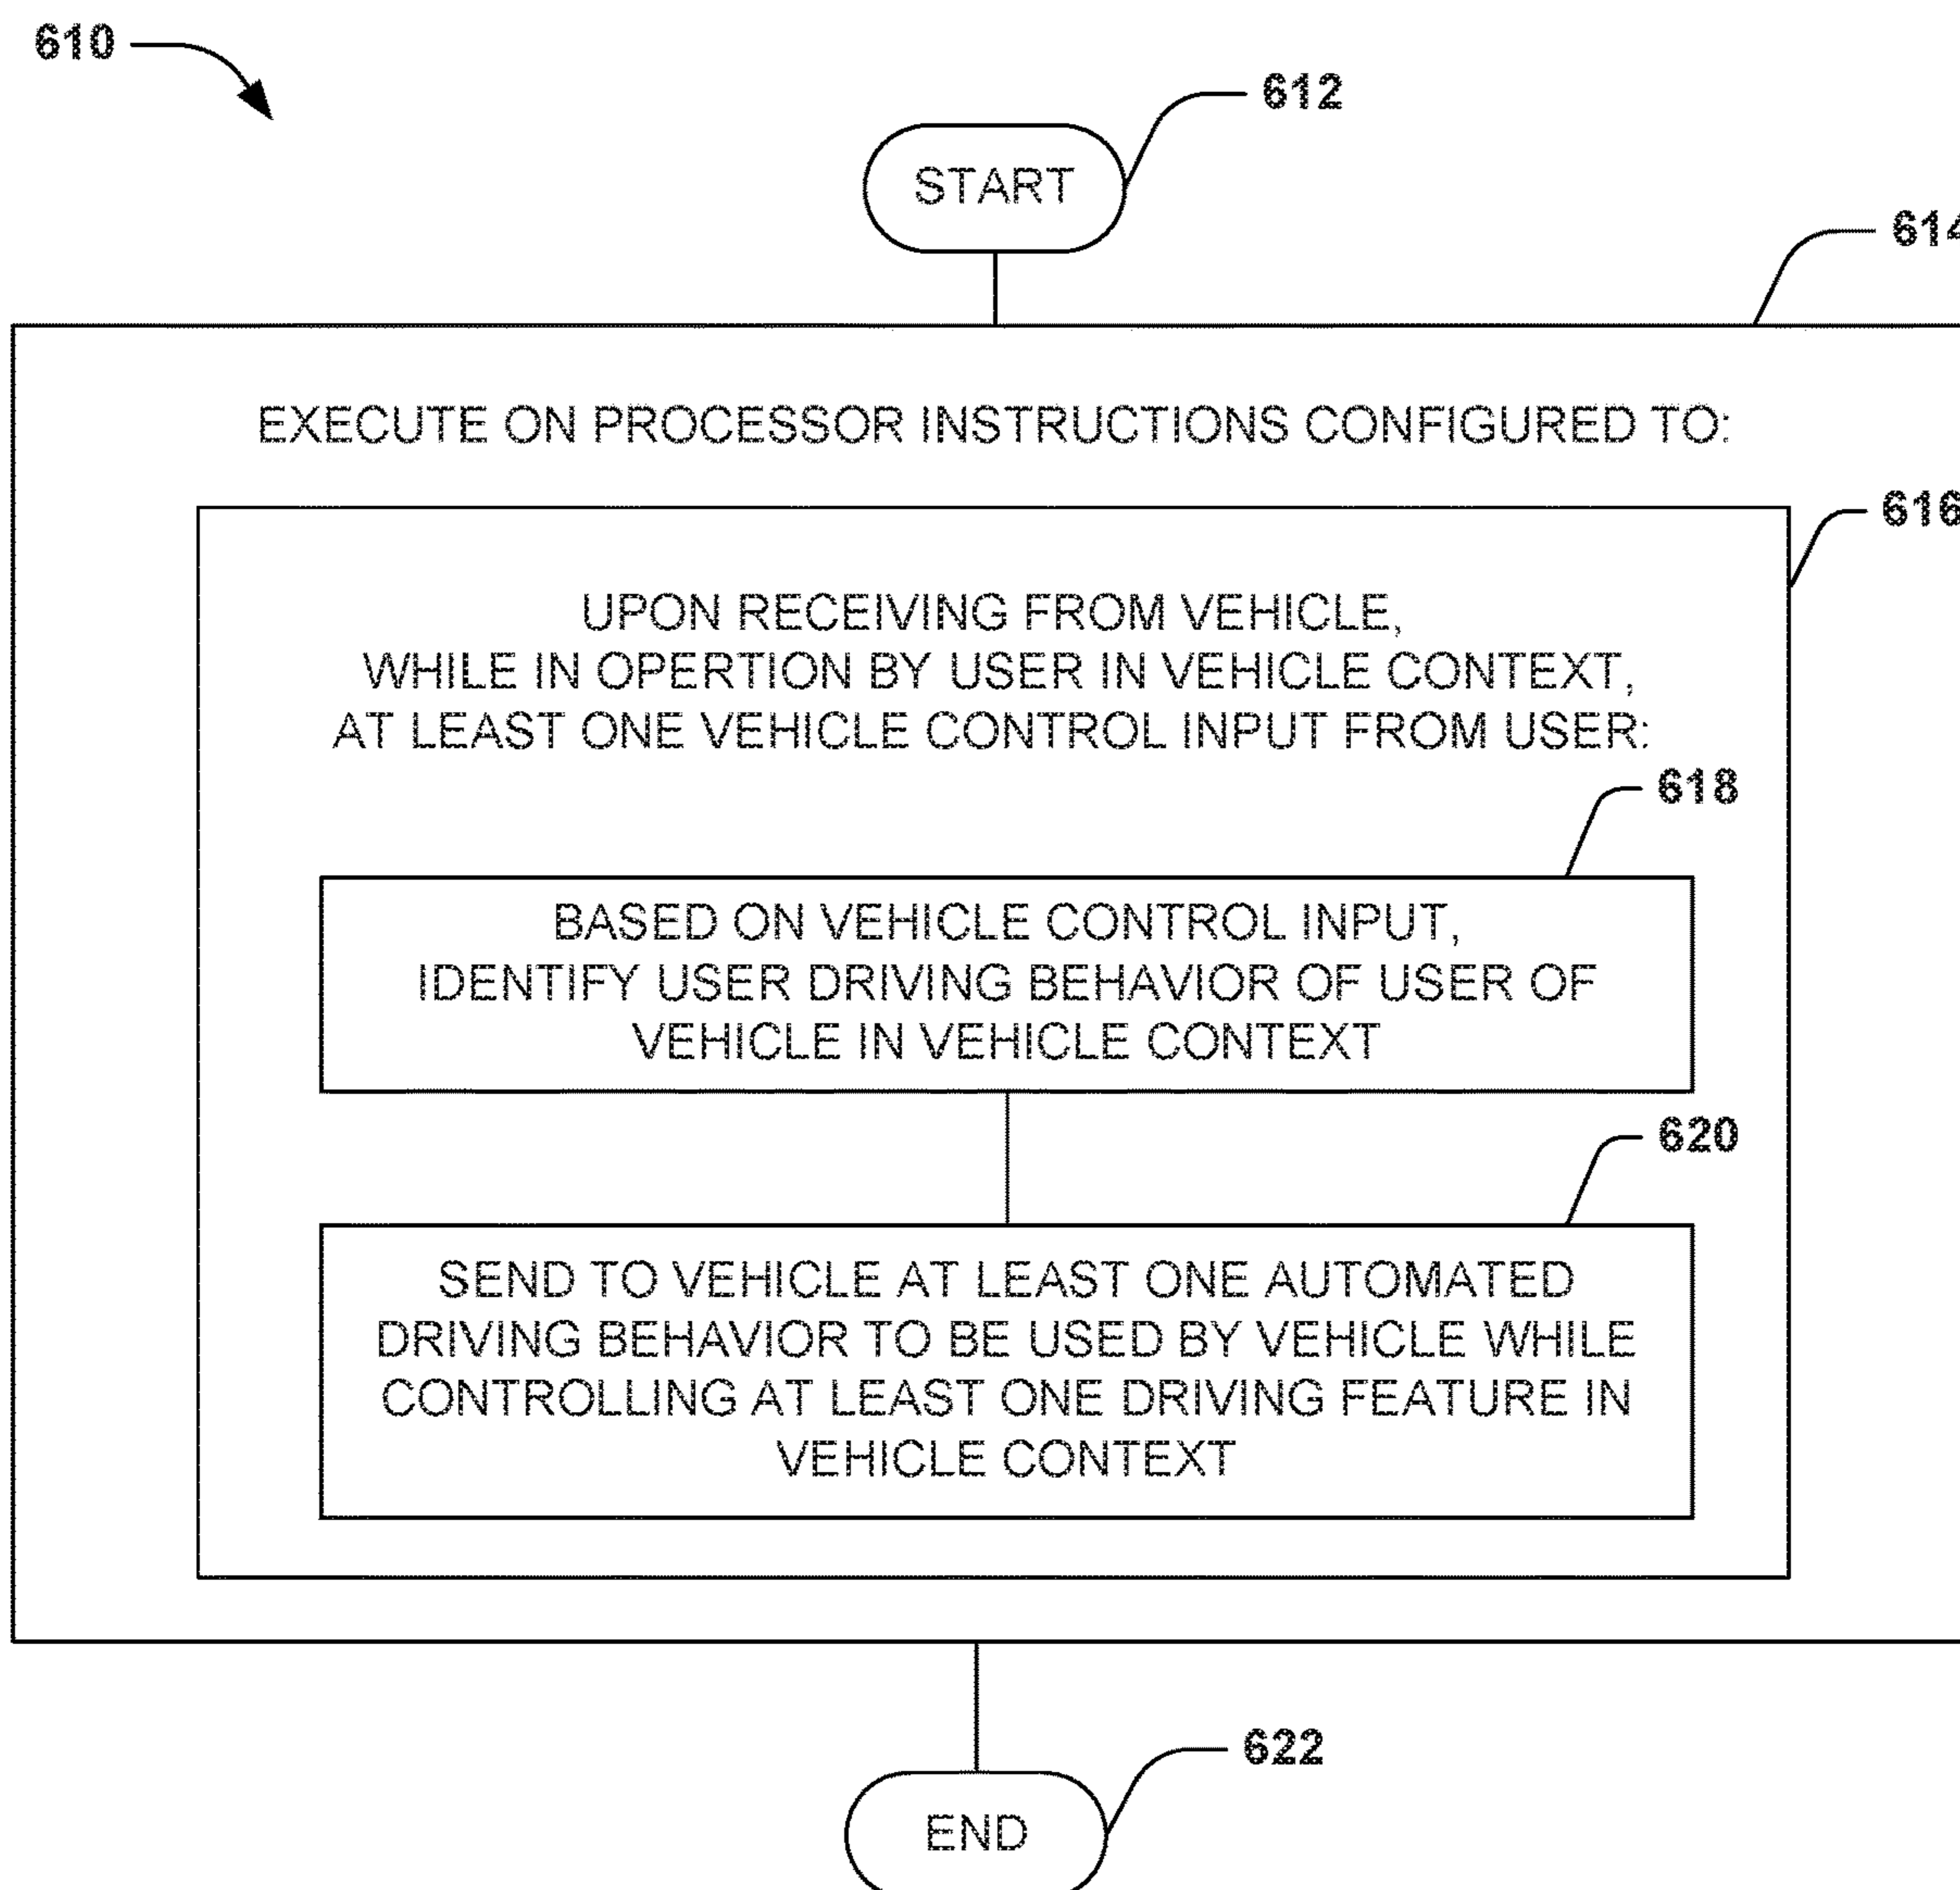 610
612
START
614
EXECUTE ON PROCESSOR INSTRUCTIONS CONFIGURED TO:
616
UPON RECEIVING FROM VEHICLE,
WHILE IN OPERTION BY USER IN VEHICLE CONTEXT,
AT LEAST ONE VEHICLE CONTROL INPUT FROM USER:
618
BASED ON VEHICLE CONTROL INPUT,
IDENTIFY USER DRIVING BEHAVIOR OF USER OF
VEHICLE IN VEHICLE CONTEXT
620
SEND TO VEHICLE AT LEAST ONE AUTOMATED
DRIVING BEHAVIOR TO BE USED BY VEHICLE WHILE
CONTROLLING AT LEAST ONE DRIVING FEATURE IN
VEHICLE CONTEXT
622
END